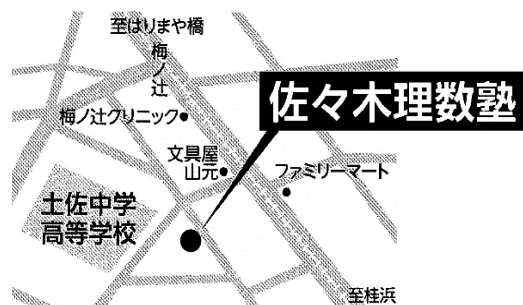 至はりまや橋
梅ノ辻
佐々木理数塾
梅ノ辻クリニック
文具屋
山元
ファミリーマート
土佐中学
高等学校
至桂浜